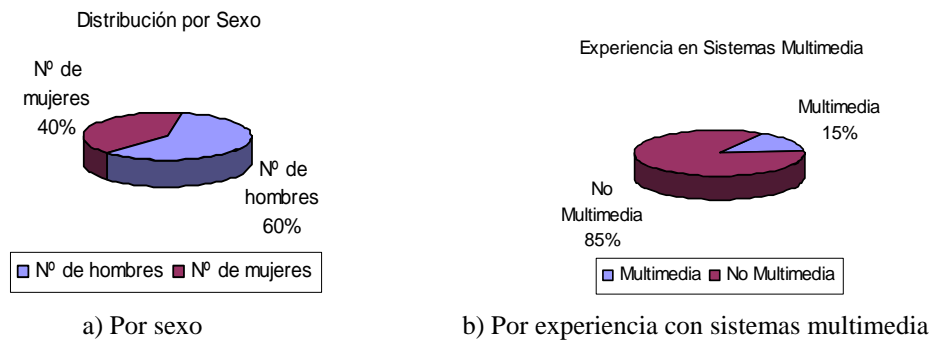 Distribución por Sexo
Nº de
mujeres
40%
Nº de
hombres
60%
Nº de hombres Nº de mujeres
a) Por sexo
Experiencia en Sistemas Multimedia
Multimedia
15%
No
Multimedia
85%
Multimedia No Multimedia
b) Por experiencia con sistemas multimedia